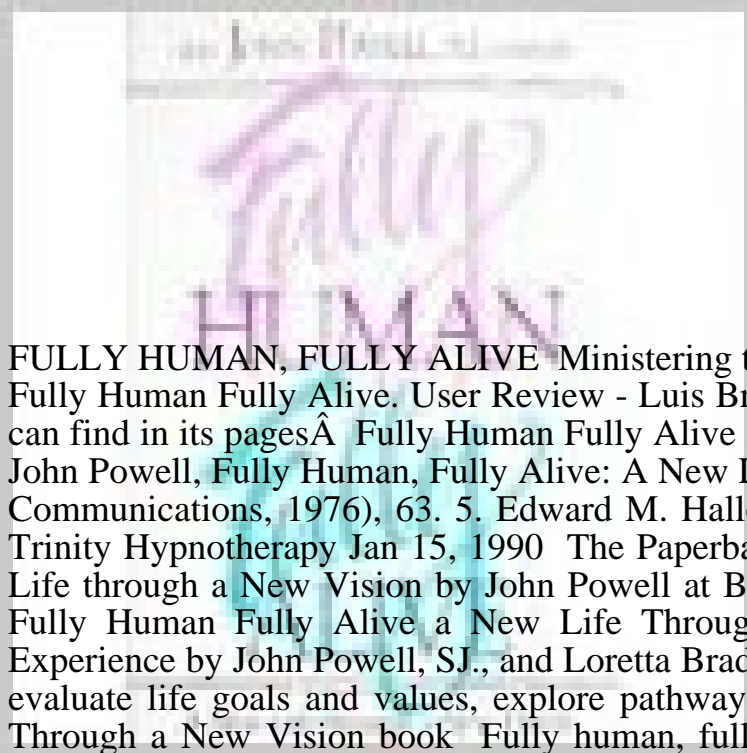 Fully
HUMAN
FULLY HUMAN, FULLY ALIVE Ministering t
Fully Human Fully Alive. User Review - Luis Br
can find in its pagesÂ Fully Human Fully Alive
John Powell, Fully Human, Fully Alive: A New L
Communications, 1976), 63. 5. Edward M. Hall
Trinity Hypnotherapy Jan 15, 1990 The Paperba
Life through a New Vision by John Powell at B
Fully Human Fully Alive a New Life Throug
Experience by John Powell, SJ., and Loretta Brad
evaluate life goals and values, explore pathway
Through a New Vision book Fully human, full